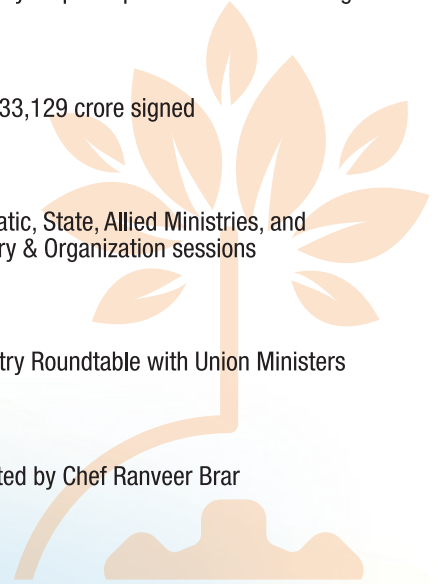 33,129 crore signed
atic, State, Allied Ministries, and
ry & Organization sessions
try Roundtable with Union Ministers
ted by Chef Ranveer Brar